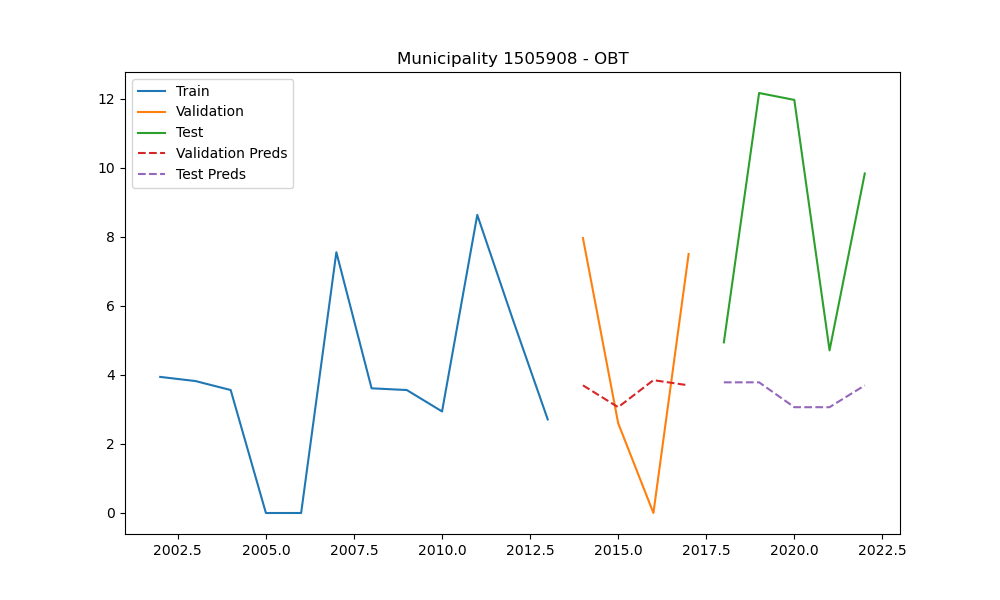 Municipality 1505908 - OBT
Train
Validation
Test
Validation Preds
Test Preds
12
10
8
6
4
2
0
2002.5 2005.0 2007.5 2010.0 2012.5 2015.0 2017.5 2020.0 2022.5